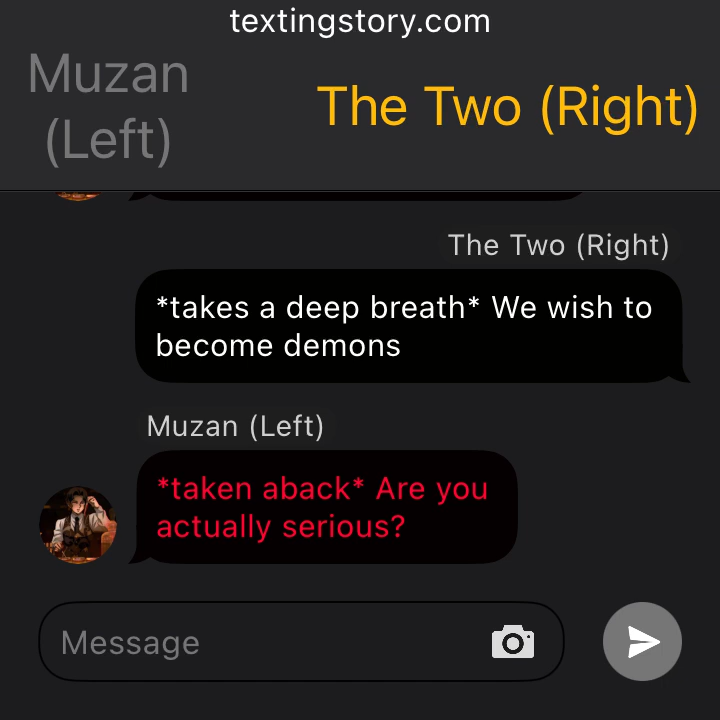 textingstory.com
Muzan
(Left)
The Two (Right)
The Two (Right)
*takes a deep breath* We wish to
become demons
Muzan (Left)
*taken aback* Are you
actually serious?
Message